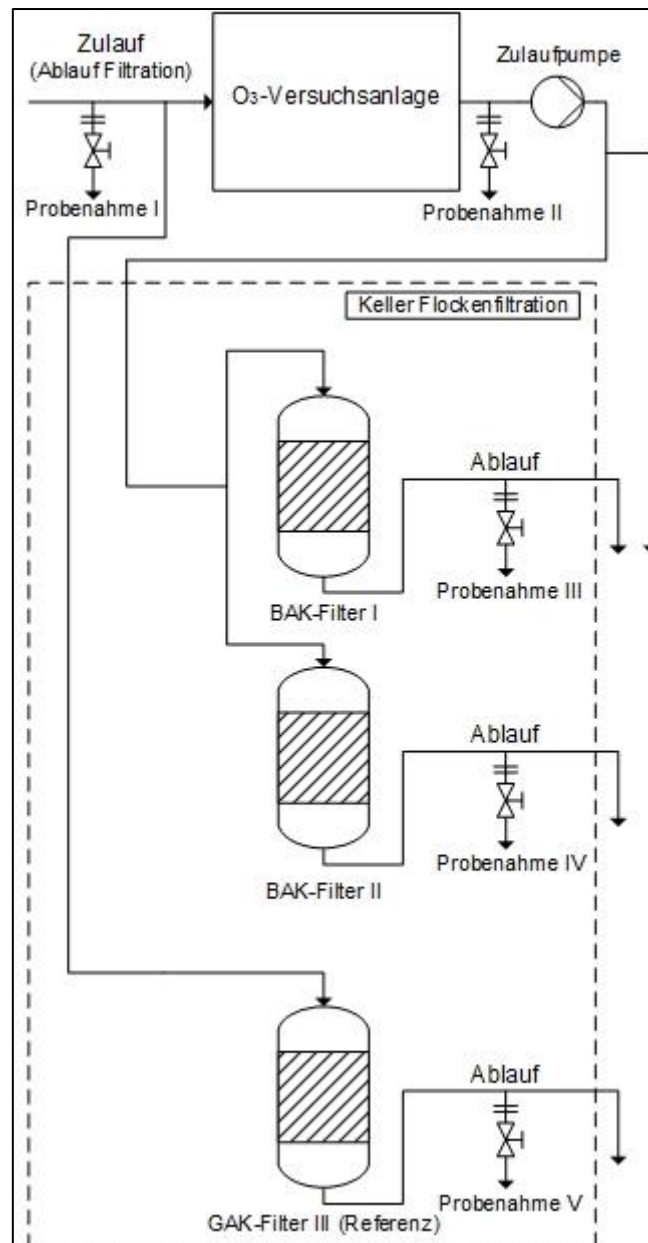 Zulauf
(Ablauf Filtration)
O₃-Versuchsanlage
Zulaufpumpe
Probenahme I
Probenahme II
Keller Flockenfiltration
Ablauf
Probenahme III
BAK-Filter I
Ablauf
Probenahme IV
BAK-Filter II
Ablauf
Probenahme V
GAK-Filter III (Referenz)